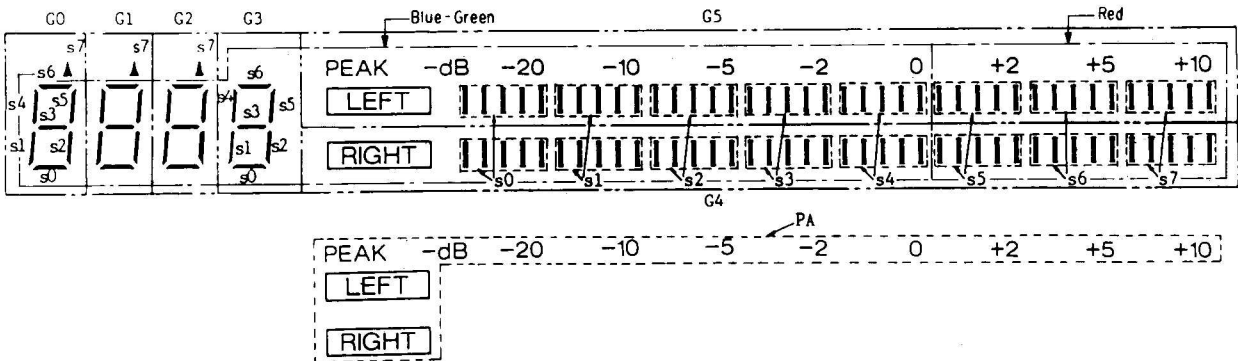 G0 G1 G2 G3 Blue-Green G5 Red
s7 s7 s7
s6 s6 PEAK -dB -20 -10 -5 -2 0 +2 +5 +10
s4 s5 s4 s5 LEFT
s3 s3
s1 s2 s1 s2 RIGHT
s0 s0 s0 s1 s2 s3 s4 s5 s6 s7
G4
PA
PEAK -dB -20 -10 -5 -2 0 +2 +5 +10
LEFT
RIGHT